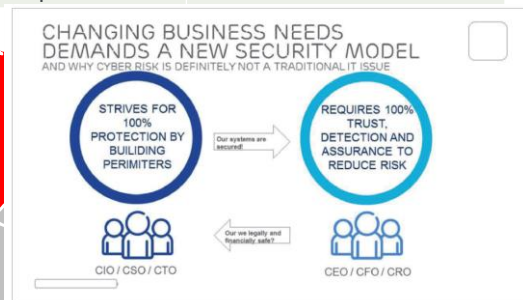 CHANGING BUSINESS NEEDS
DEMANDS A NEW SECURITY MODEL
AND WHY CYBER RISK IS DEFINITELY NOT A TRADITIONAL IT ISSUE
STRIVES FOR
100%
PROTECTION BY
BUILIDING
PERIMITERS
Our systems are
secured!
REQUIRES 100%
TRUST,
DETECTION AND
ASSURANCE TO
REDUCE RISK
Our we legally and
financially safe?
CIO / CSO / CTO
CEO / CFO / CRO